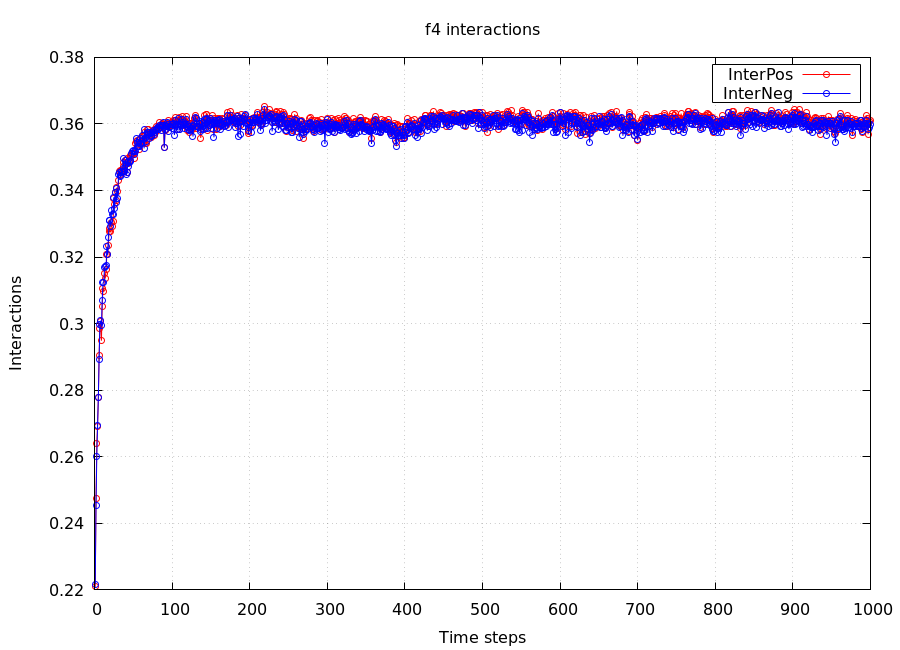 f4 interactions
InterPos
InterNeg
Interactions
0.38
0.36
0.34
0.32
0.3
0.28
0.26
0.24
0.22
0 100 200 300 400 500 600 700 800 900 1000
Time steps